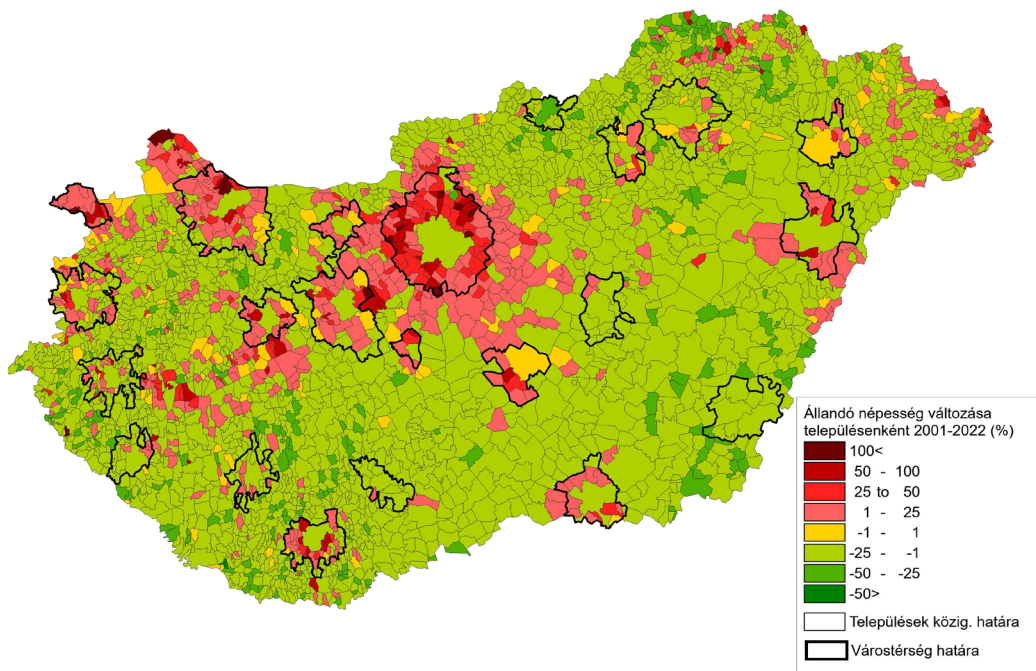 Állandó népesség változása
településenként 2001-2022 (%)
100<
50 - 100
25 to 50
1 - 25
-1 - 1
-25 - -1
-50 - -25
-50>
Települések közig. határa
Várostérség határa